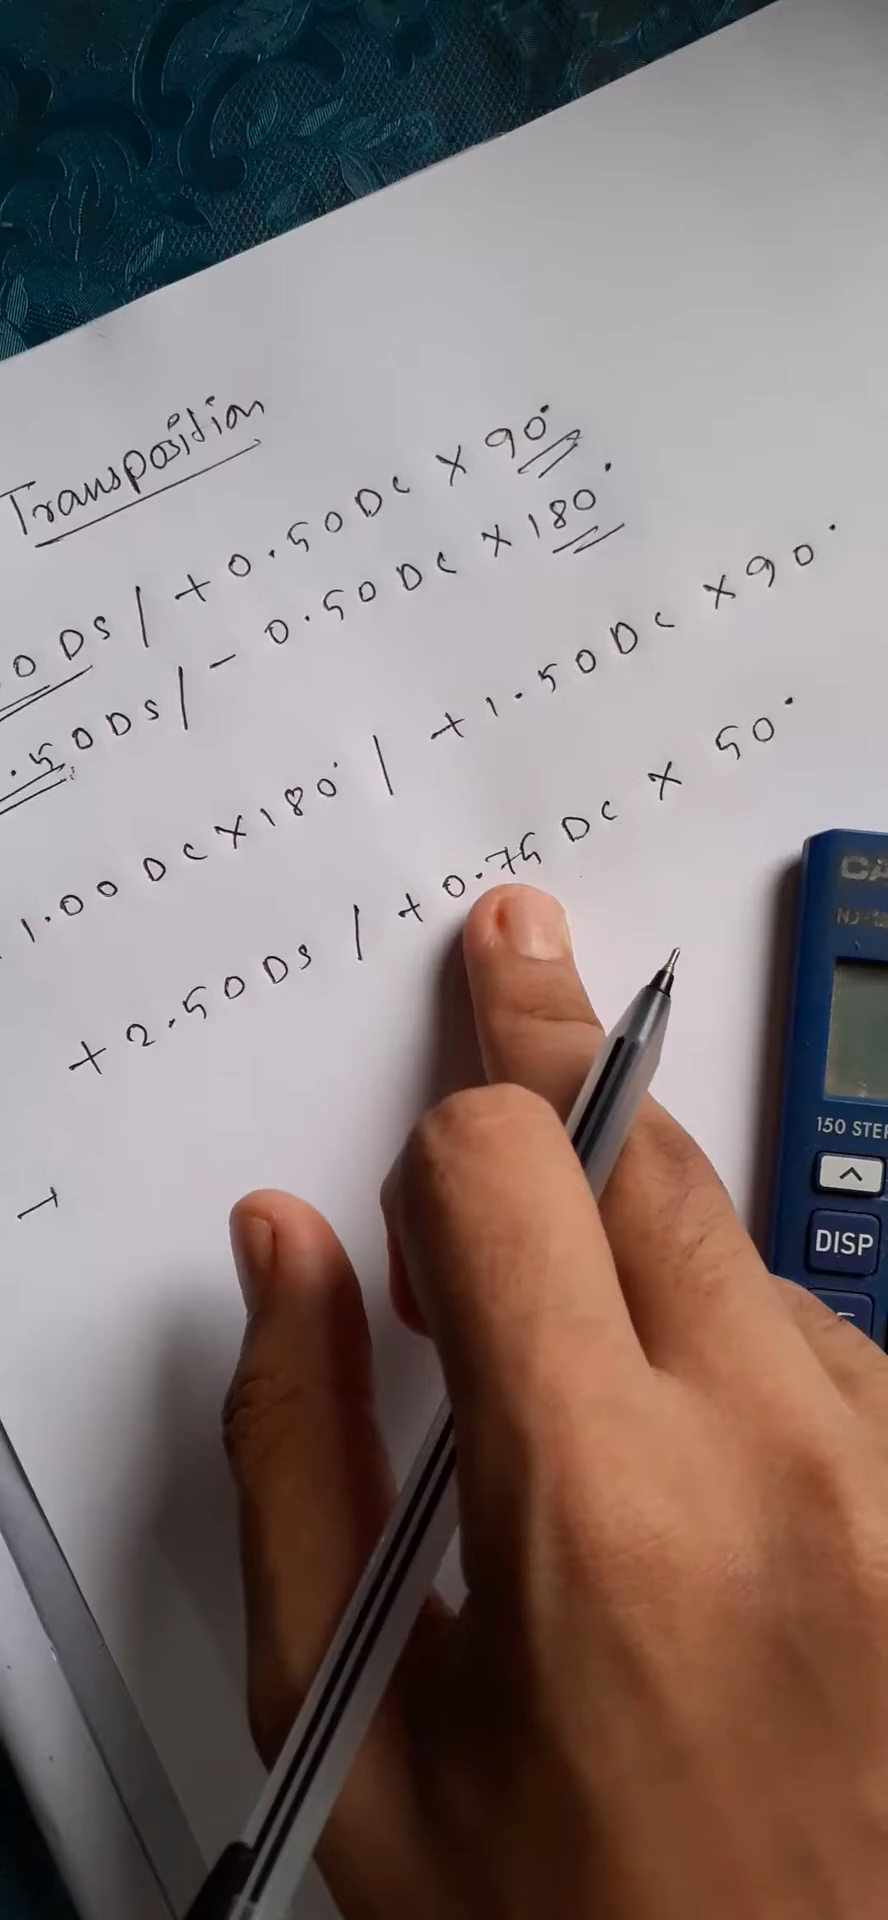 Transposition
0 DS / + 0.50 DC × 90°
.50 DS / - 0.50 DC × 180°
1.00 DC × 180° / + 1.50 DC × 90°
+ 2.50 DS / + 0.75 DC × 50°
CA
150 STE
DISP